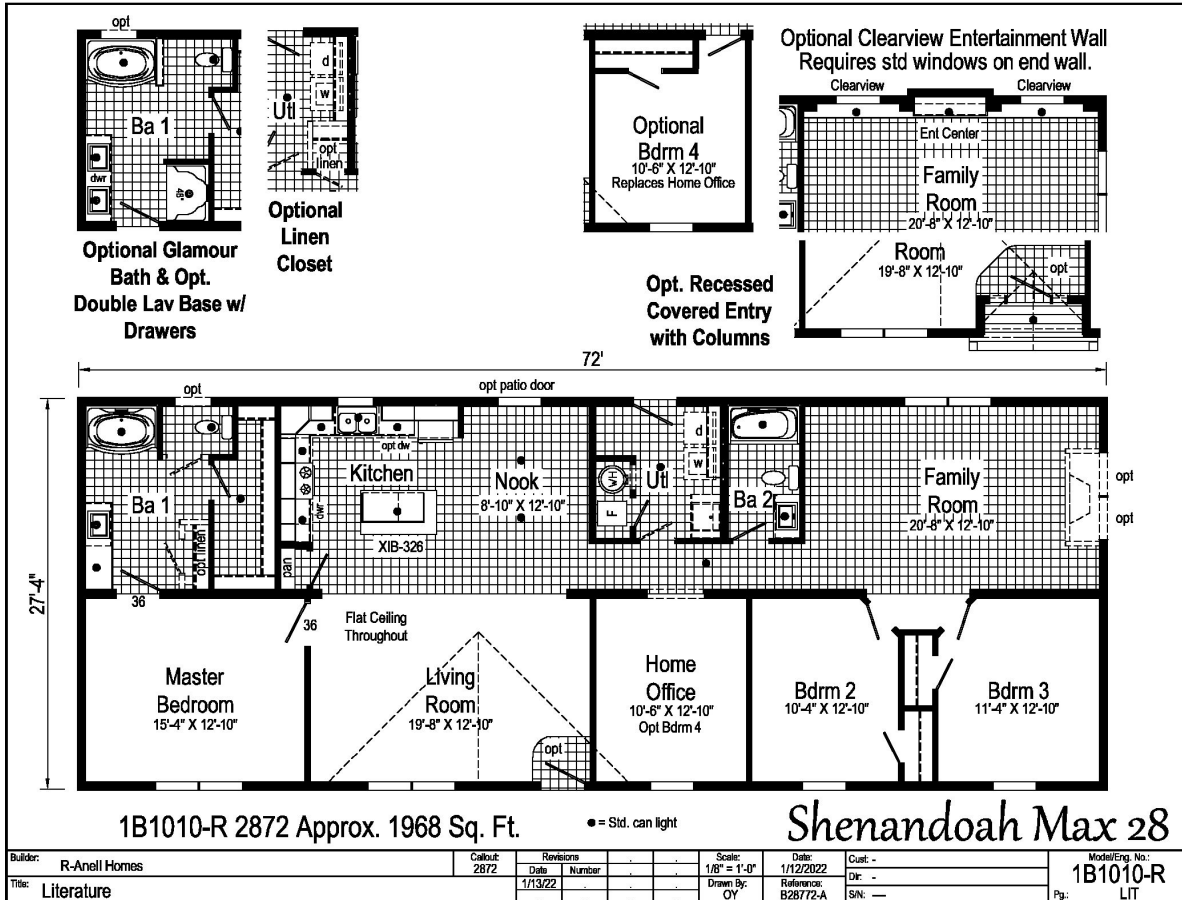 opt
Ba 1
dwr
48"
Optional Glamour
Bath & Opt.
Double Lav Base w/
Drawers
d
w
Utl
opt
linen
Optional
Linen
Closet
Optional
Bdrm 4
10'-6" X 12'-10"
Replaces Home Office
Optional Clearview Entertainment Wall
Requires std windows on end wall.
Clearview
Clearview
Ent Center
Family
Room
20'-8" X 12'-10"
Room
19'-8" X 12'-10"
opt
Opt. Recessed
Covered Entry
with Columns
72'
27'-4"
opt
opt patio door
Ba 1
opt linen
36
Kitchen
opt dw
dwr
XIB-326
pan
Nook
8'-10" X 12'-10"
WH
F
Utl
d
w
Ba 2
Family
Room
20'-8" X 12'-10"
opt
opt
Master
Bedroom
15'-4" X 12'-10"
36
Flat Ceiling
Throughout
Living
Room
19'-8" X 12'-10"
opt
Home
Office
10'-6" X 12'-10"
Opt Bdrm 4
Bdrm 2
10'-4" X 12'-10"
Bdrm 3
11'-4" X 12'-10"
1B1010-R 2872 Approx. 1968 Sq. Ft.
● = Std. can light
Shenandoah Max 28
Builder: R-Anell Homes
Title: Literature
Callout:
2872
Revisions
Date Number
1/13/22
Scale:
1/8" = 1'-0"
Drawn By:
OY
Date:
1/12/2022
Reference:
B28772-A
Cust: -
Dir: -
S/N: —
Model/Eng. No.:
1B1010-R
Pg.: LIT